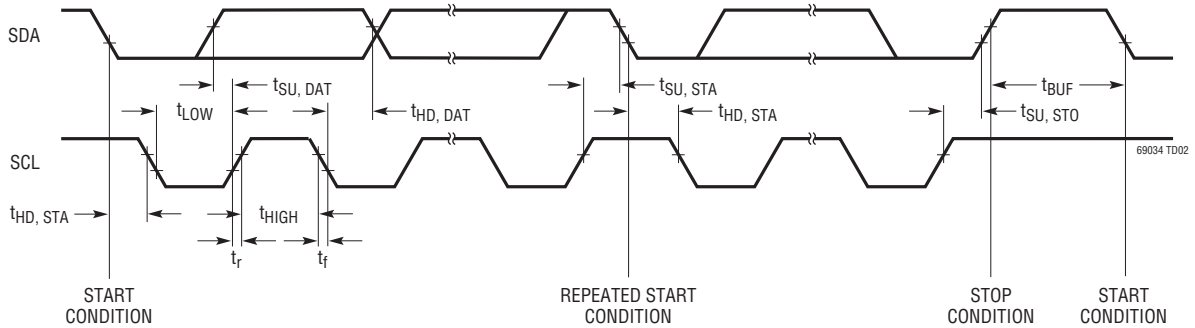 SDA
tSU, DAT
tSU, STA
tBUF
tLOW
tHD, DAT
tHD, STA
tSU, STO
SCL
69034 TD02
tHD, STA
tHIGH
tr
tf
START
CONDITION
REPEATED START
CONDITION
STOP
CONDITION
START
CONDITION